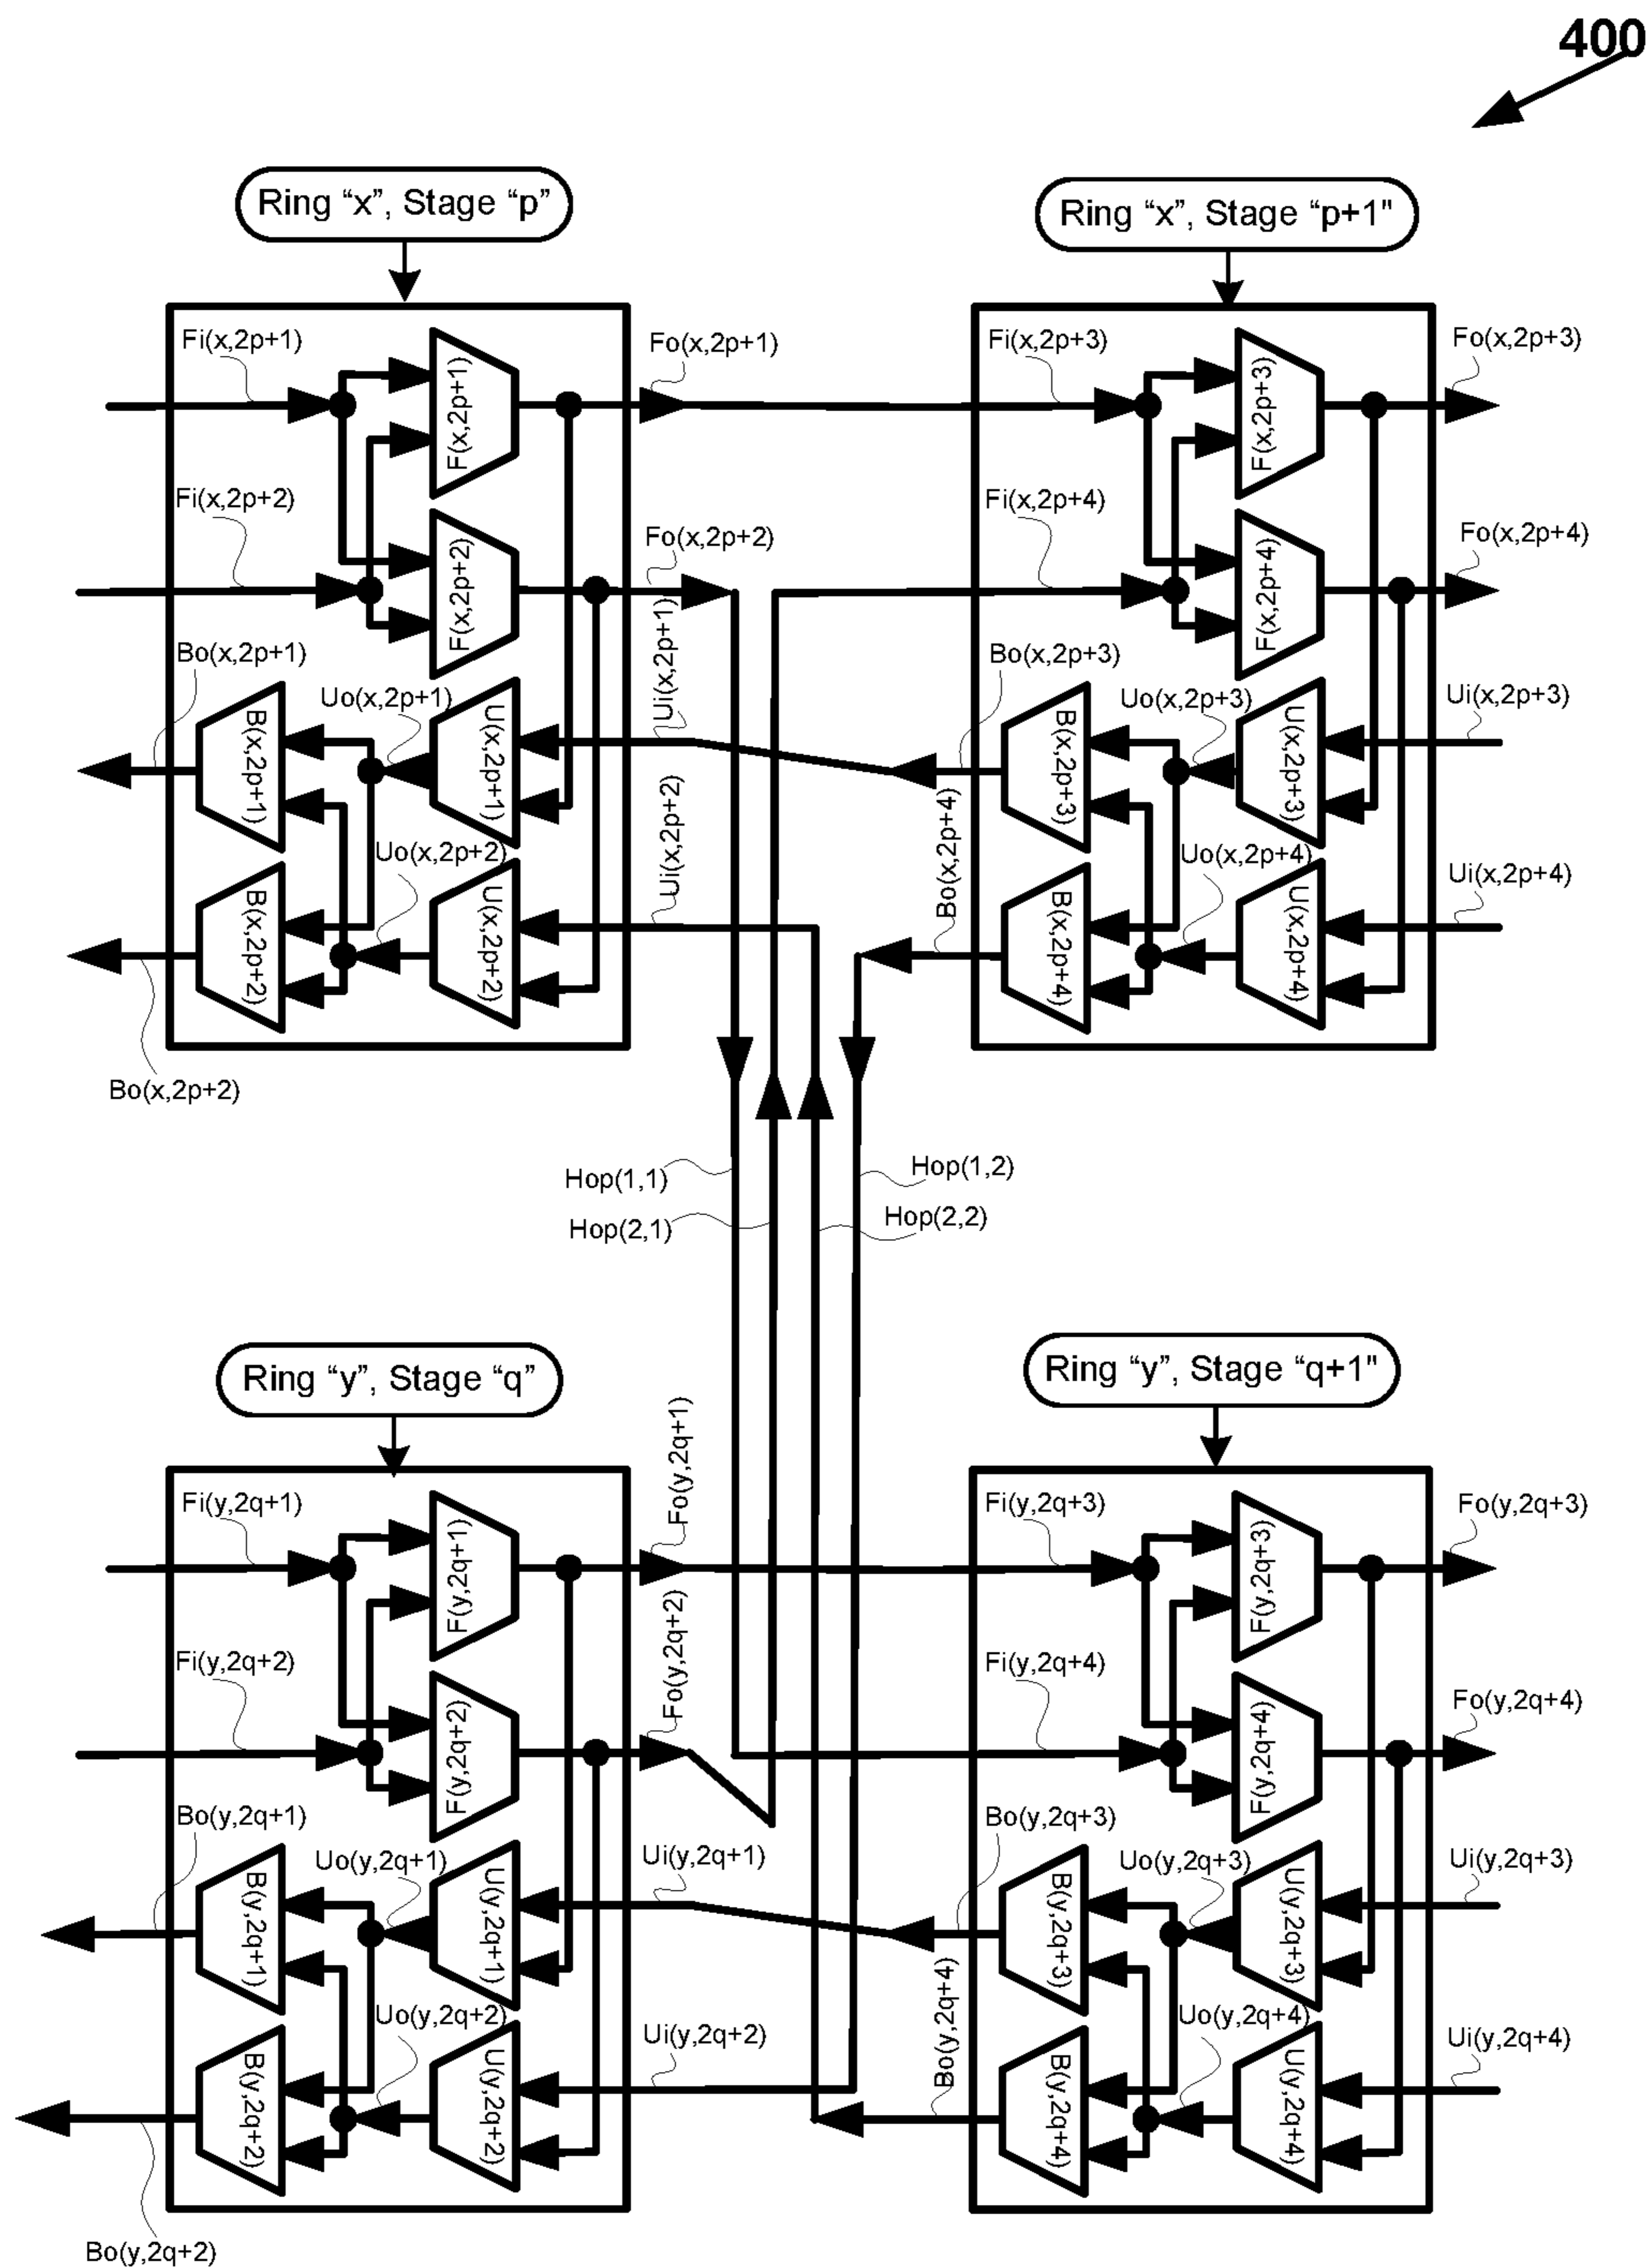 400
Ring “x”, Stage “p”
Ring “x”, Stage “p+1"
Fi(x,2p+1)
F(x,2p+1)
Fo(x,2p+1)
Fi(x,2p+3)
F(x,2p+3)
Fo(x,2p+3)
Fi(x,2p+2)
F(x,2p+2)
Fo(x,2p+2)
Fi(x,2p+4)
F(x,2p+4)
Fo(x,2p+4)
Bo(x,2p+1)
B(x,2p+1)
Uo(x,2p+1)
U(x,2p+1)
Ui(x,2p+1)
Bo(x,2p+3)
B(x,2p+3)
Uo(x,2p+3)
U(x,2p+3)
Ui(x,2p+3)
B(x,2p+2)
Uo(x,2p+2)
U(x,2p+2)
Ui(x,2p+2)
Bo(x,2p+4)
B(x,2p+4)
Uo(x,2p+4)
U(x,2p+4)
Ui(x,2p+4)
Bo(x,2p+2)
Hop(1,1)
Hop(1,2)
Hop(2,1)
Hop(2,2)
Ring “y”, Stage “q”
Ring “y”, Stage “q+1"
Fi(y,2q+1)
F(y,2q+1)
Fo(y,2q+1)
Fi(y,2q+3)
F(y,2q+3)
Fo(y,2q+3)
Fi(y,2q+2)
F(y,2q+2)
Fo(y,2q+2)
Fi(y,2q+4)
F(y,2q+4)
Fo(y,2q+4)
Bo(y,2q+1)
B(y,2q+1)
Uo(y,2q+1)
U(y,2q+1)
Ui(y,2q+1)
Bo(y,2q+3)
B(y,2q+3)
Uo(y,2q+3)
U(y,2q+3)
Ui(y,2q+3)
B(y,2q+2)
Uo(y,2q+2)
U(y,2q+2)
Ui(y,2q+2)
Bo(y,2q+4)
B(y,2q+4)
Uo(y,2q+4)
U(y,2q+4)
Ui(y,2q+4)
Bo(y,2q+2)